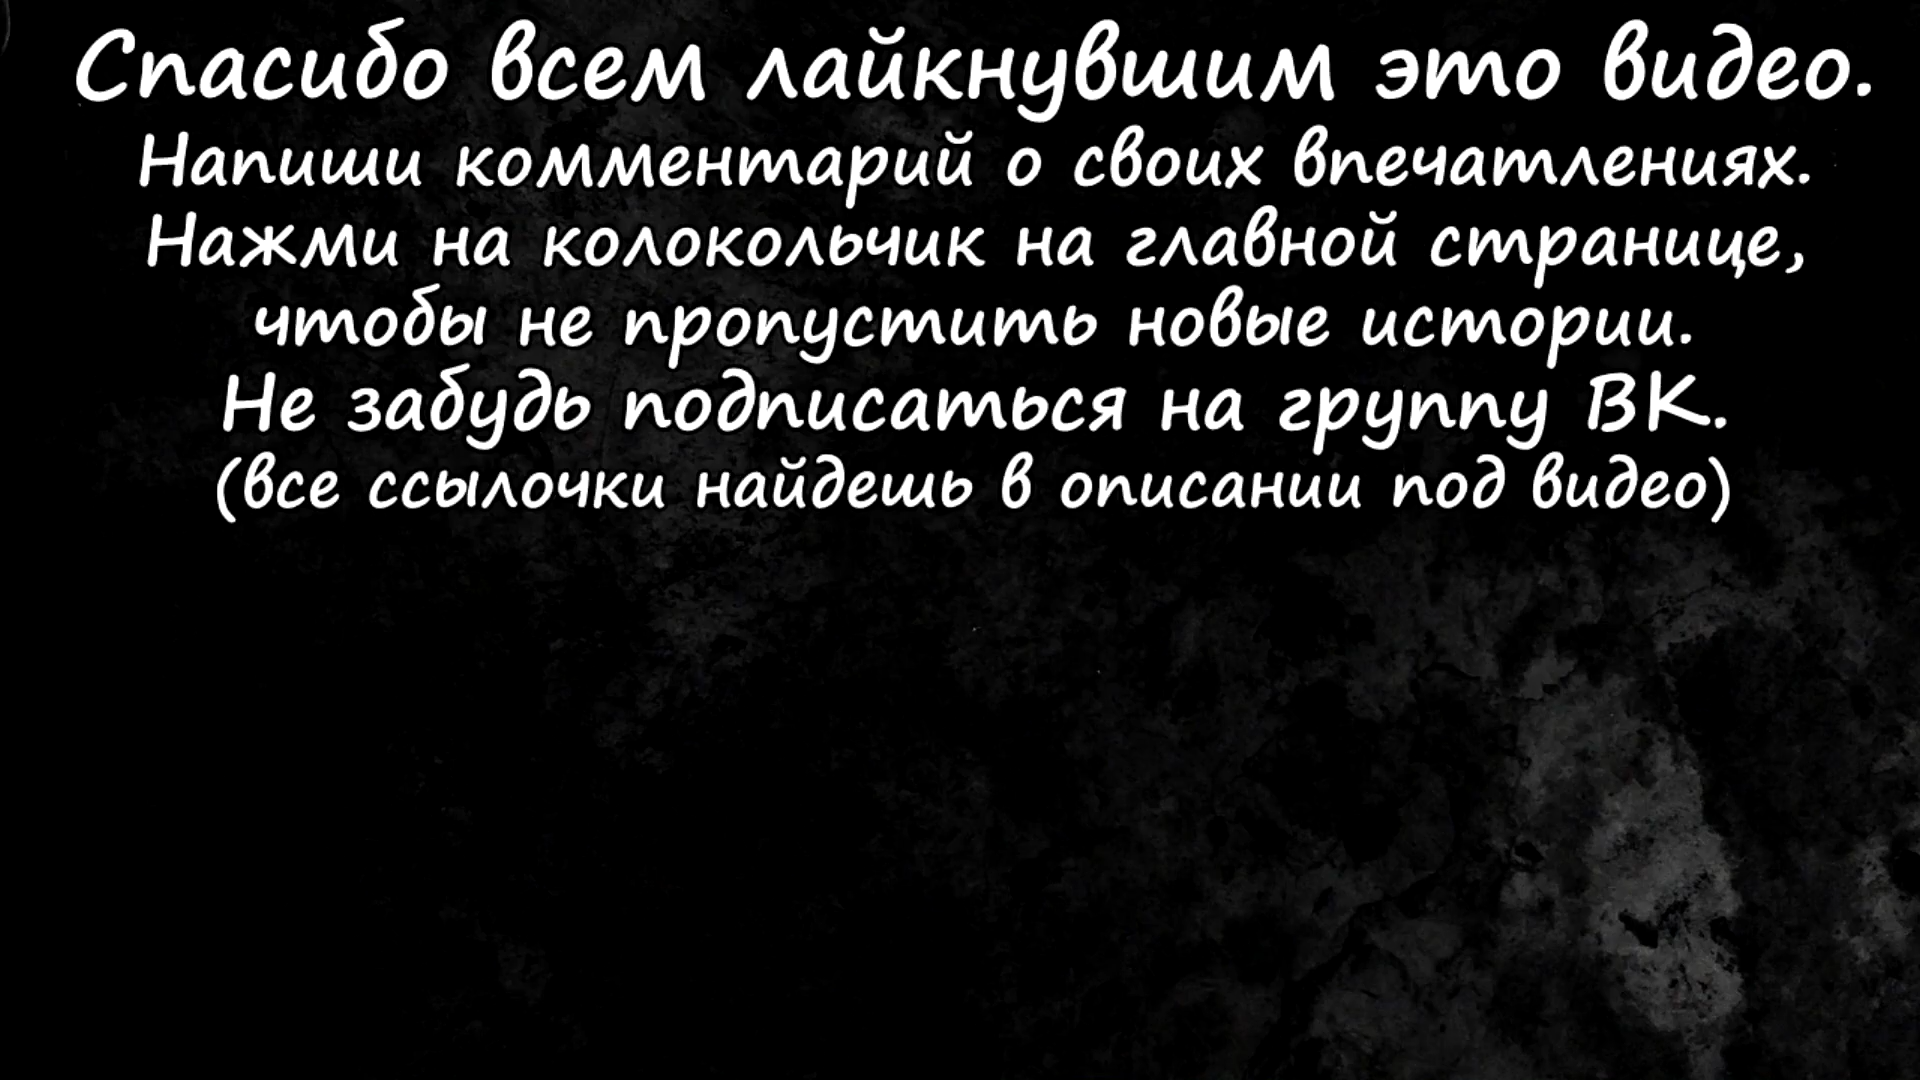 Спасибо всем лайкнувшим это видео.
Напиши комментарий о своих впечатлениях.
Нажми на колокольчик на главной странице,
чтобы не пропустить новые истории.
Не забудь подписаться на группу ВК.
(все ссылочки найдешь в описании под видео)